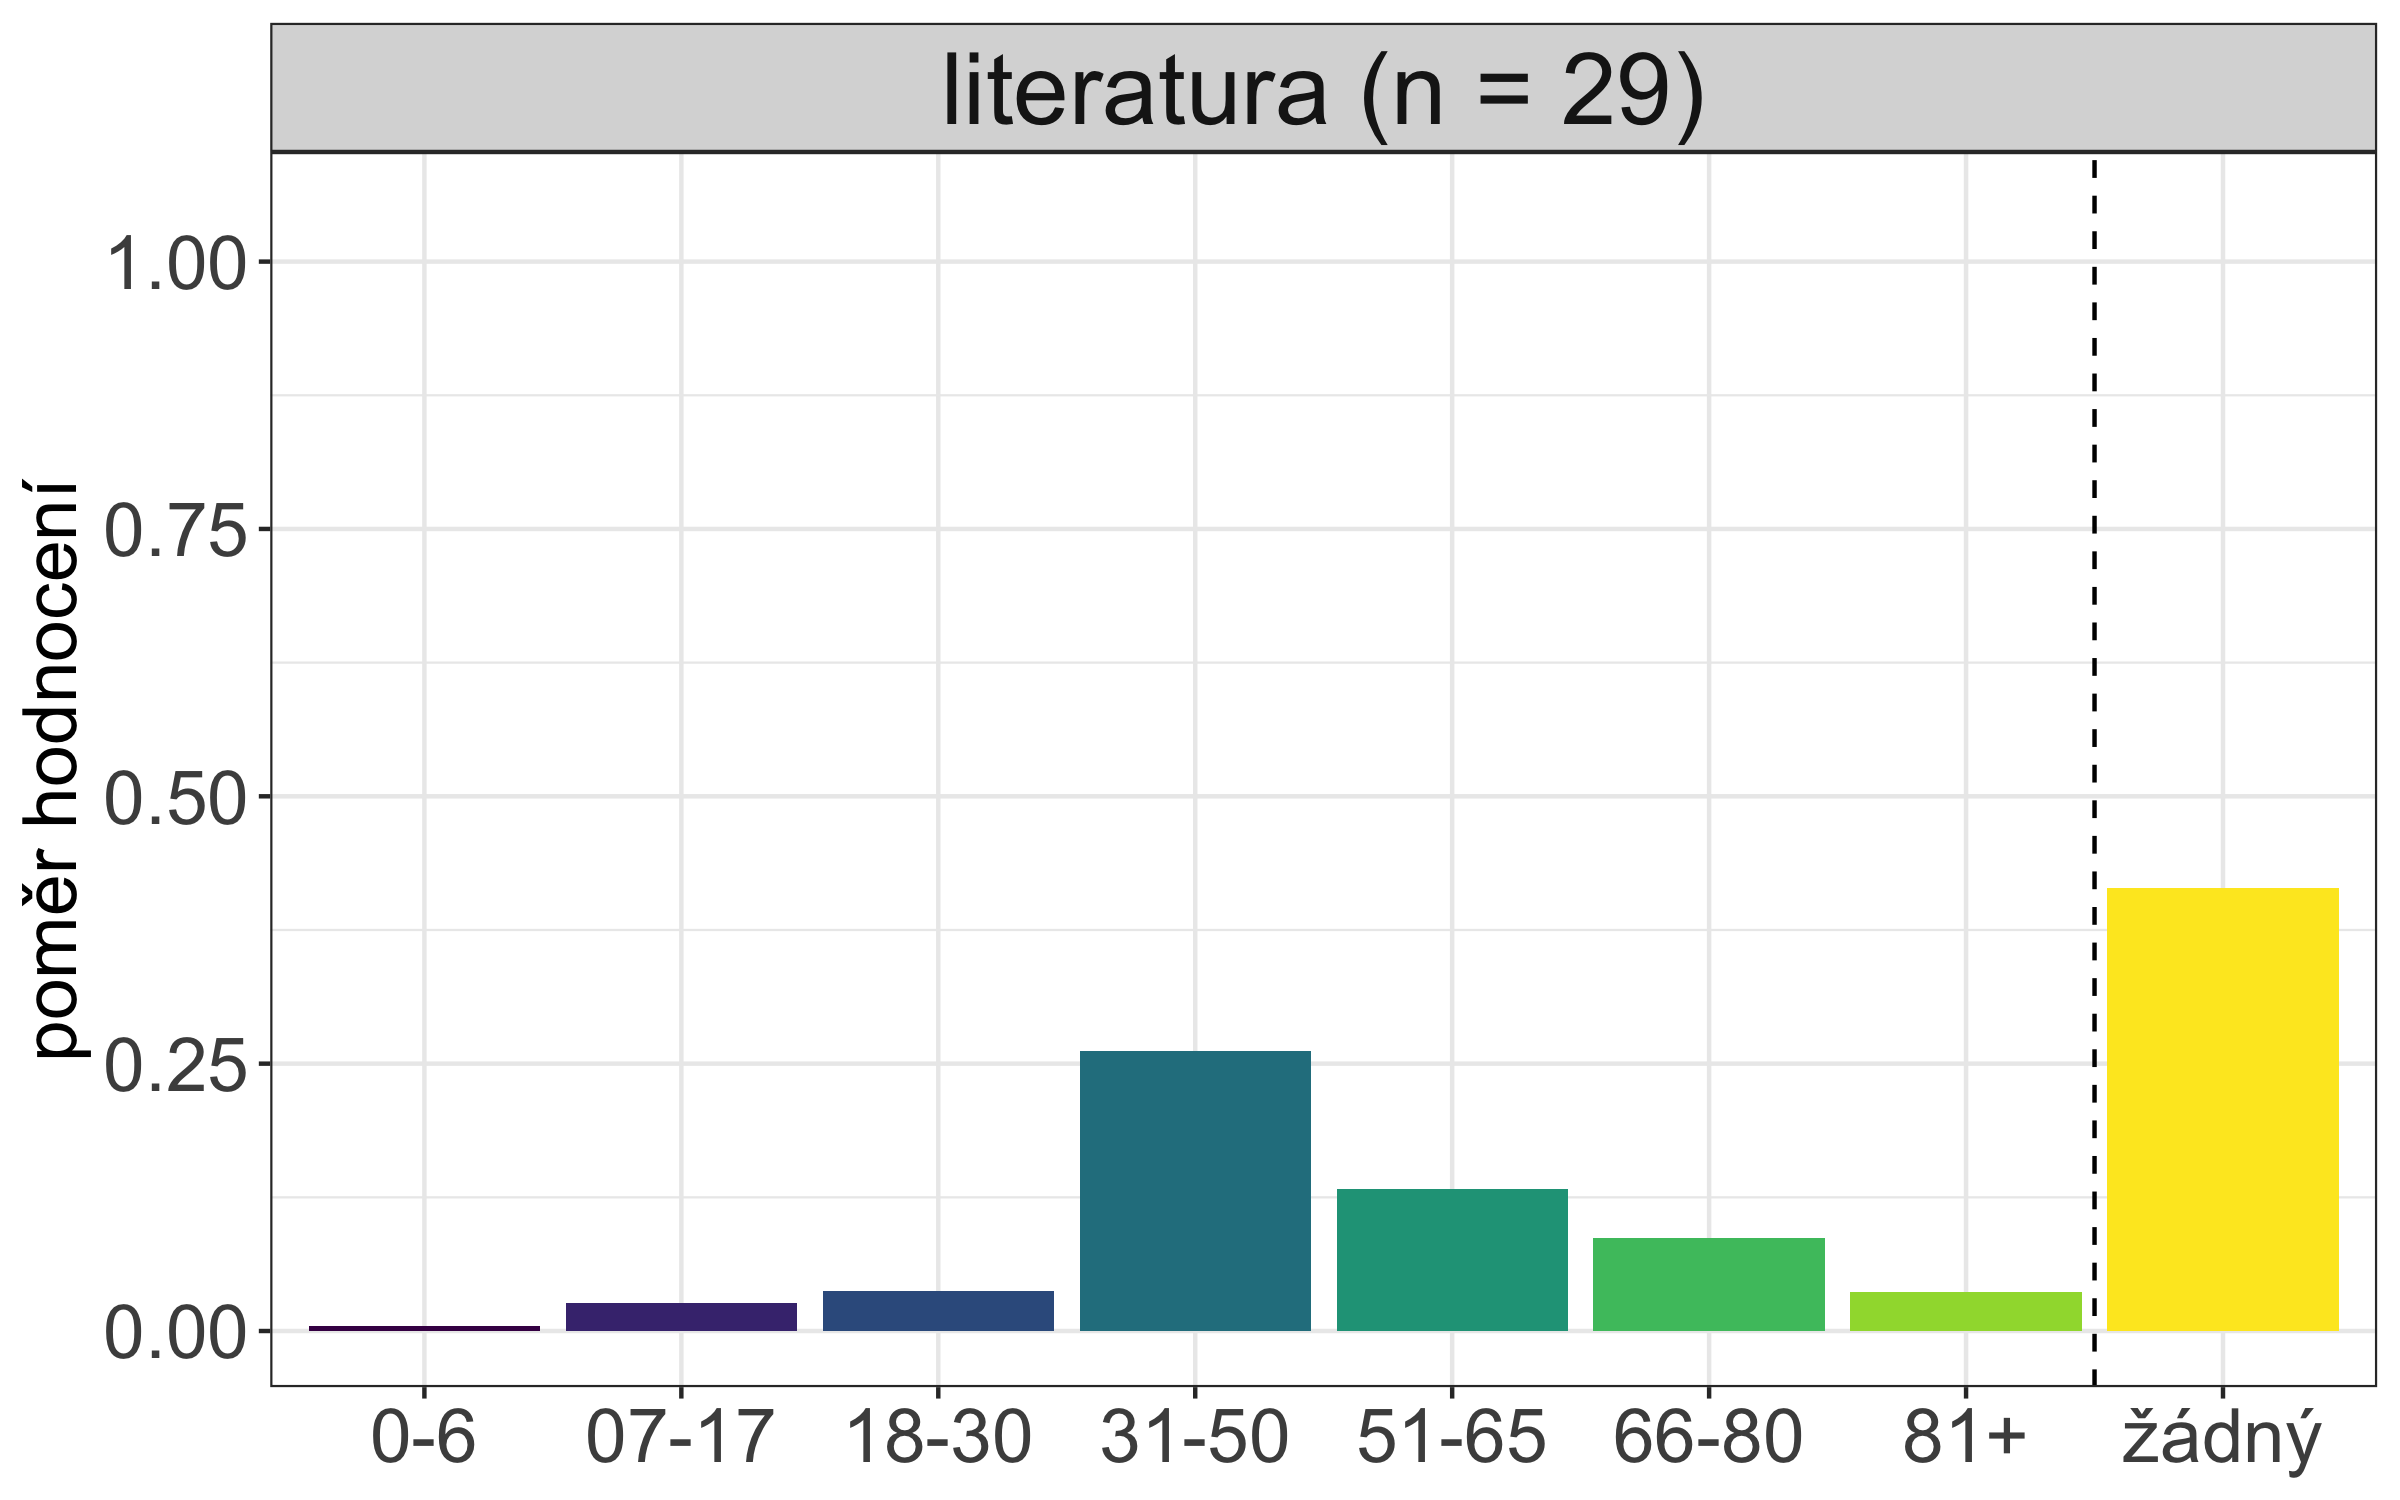 literatura (n = 29)
poměr hodnocení
1.00
0.75
0.50
0.25
0.00
0-6 07-17 18-30 31-50 51-65 66-80 81+ žádný